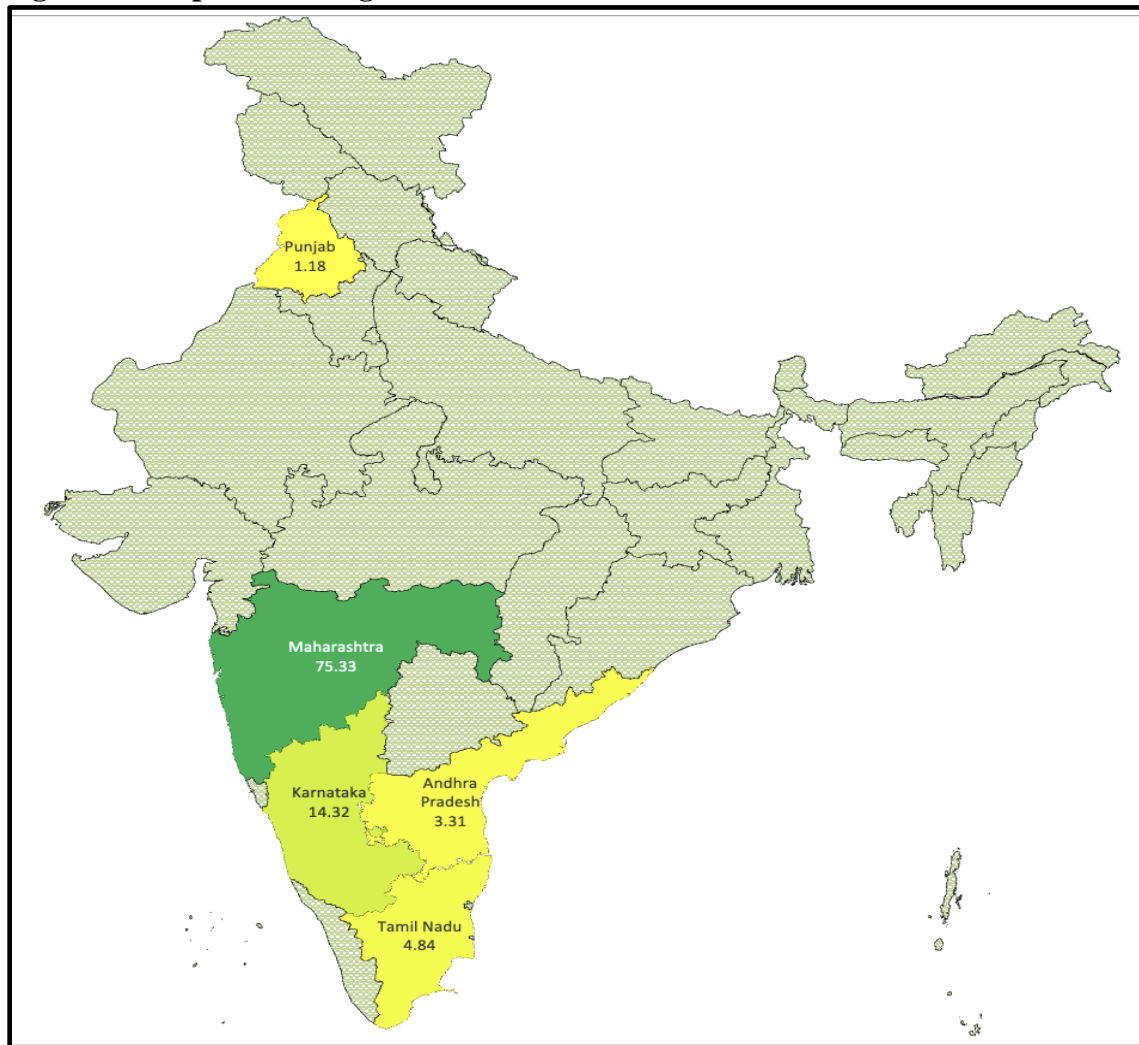 Punjab
1.18
Maharashtra
75.33
Karnataka
14.32
Andhra
Pradesh
3.31
Tamil Nadu
4.84